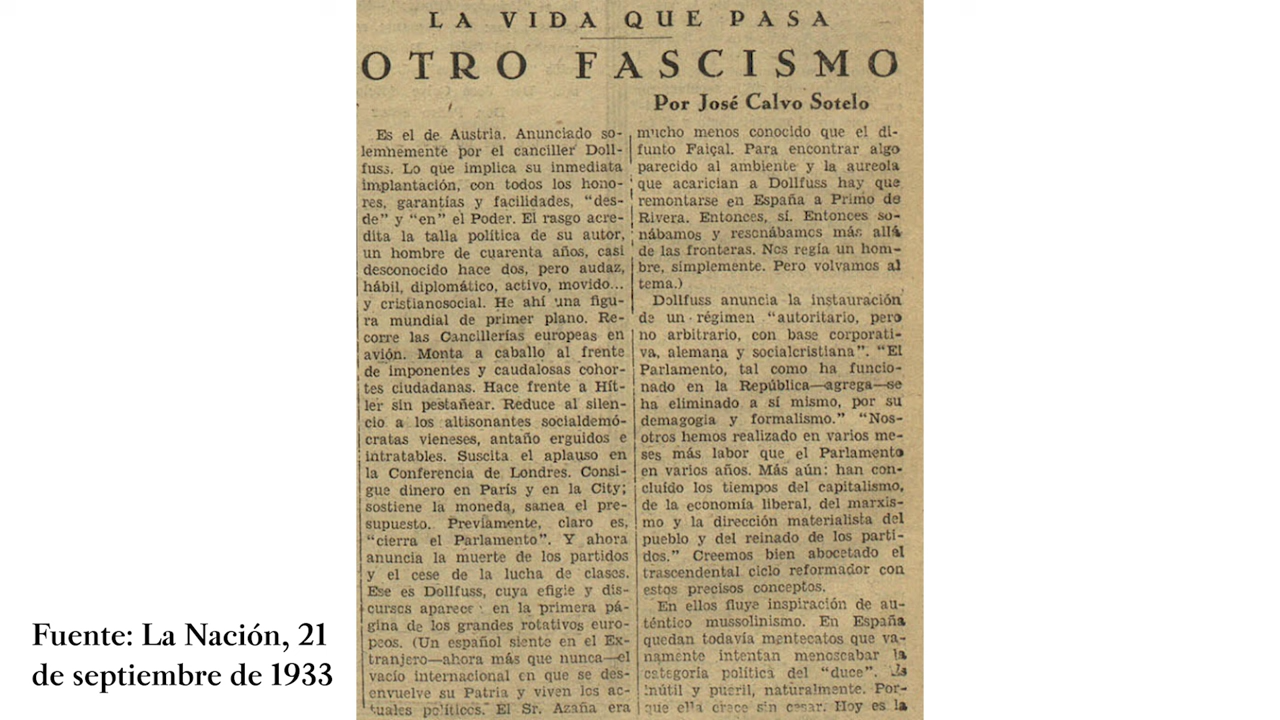 LA VIDA QUE PASA
OTRO FASCISMO
Por José Calvo Sotelo
Es el de Austria. Anunciado so-
lemnemente por el canciller Doll-
fuss. Lo que implica su inmediata
implantación, con todos los hono-
res, garantías y facilidades, "des-
de" y "en" el Poder. El rasgo acre-
dita la talla política de su autor,
un hombre de cuarenta años, casi
desconocido hace dos, pero audaz,
hábil, diplomático, activo, movido...
y cristianosocial. He ahí una figu-
ra mundial de primer plano. Re-
corre las Cancillerías europeas en
avión. Monta a caballo al frente
de imponentes y caudalosas cohor-
tes ciudadanas. Hace frente a Hít-
ler sin pestañear. Reduce al silen-
cio a los altisonantes socialdemó-
cratas vieneses, antaño erguidos e
intratables. Suscita el aplauso en
la Conferencia de Londres. Consi-
gue dinero en París y en la City;
sostiene la moneda, sanea el pre-
supuesto. Previamente, claro es,
"cierra el Parlamento". Y ahora
anuncia la muerte de los partidos
y el cese de la lucha de clases.
Ese es Dollfuss, cuya efigie y dis-
cursos aparece en la primera pá-
gina de los grandes rotativos euro-
peos. (Un español siente en el Ex-
tranjero—ahora más que nunca—el
vacío internacional en que se des-
envuelve su Patria y viven los ac-
tuales políticos. El Sr. Azaña era
mucho menos conocido que el di-
funto Faiçal. Para encontrar algo
parecido al ambiente y la aureola
que acarician a Dollfuss hay que
remontarse en España a Primo de
Rivera. Entonces, sí. Entonces so-
nábamos y resonábamos más allá
de las fronteras. Nos regía un hom-
bre, simplemente. Pero volvamos al
tema.)
Dollfuss anuncia la instauración
de un régimen "autoritario, pero
no arbitrario, con base corporati-
va, alemana y socialcristiana". "El
Parlamento, tal como ha funcio-
nado en la República—agrega—se
ha eliminado a sí mismo, por su
demagogia y formalismo." "Nos-
otros hemos realizado en varios me-
ses más labor que el Parlamento
en varios años. Más aún: han con-
cluído los tiempos del capitalismo,
de la economía liberal, del marxis-
mo y la dirección materialista del
pueblo y del reinado de los parti-
dos." Creemos bien abocetado el
trascendental ciclo reformador con
estos precisos conceptos.
En ellos fluye inspiración de au-
téntico mussolinismo. En España
quedan todavía mentecatos que va-
namente intentan menoscabar la
categoría política del "duce". Es
inútil y pueril, naturalmente. Por-
que ella crece sin cesar. Hoy es la
Fuente: La Nación, 21
de septiembre de 1933